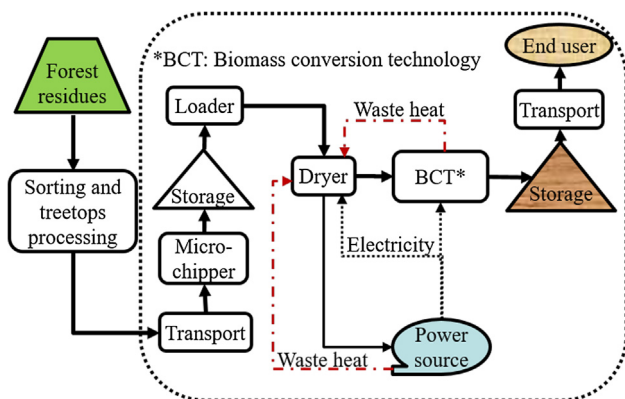 *BCT: Biomass conversion technology
Forest
residues
Sorting and
treetops
processing
Transport
Micro-
chipper
Storage
Loader
Dryer
Waste heat
BCT*
Electricity
Waste heat
Power
source
Storage
Transport
End user